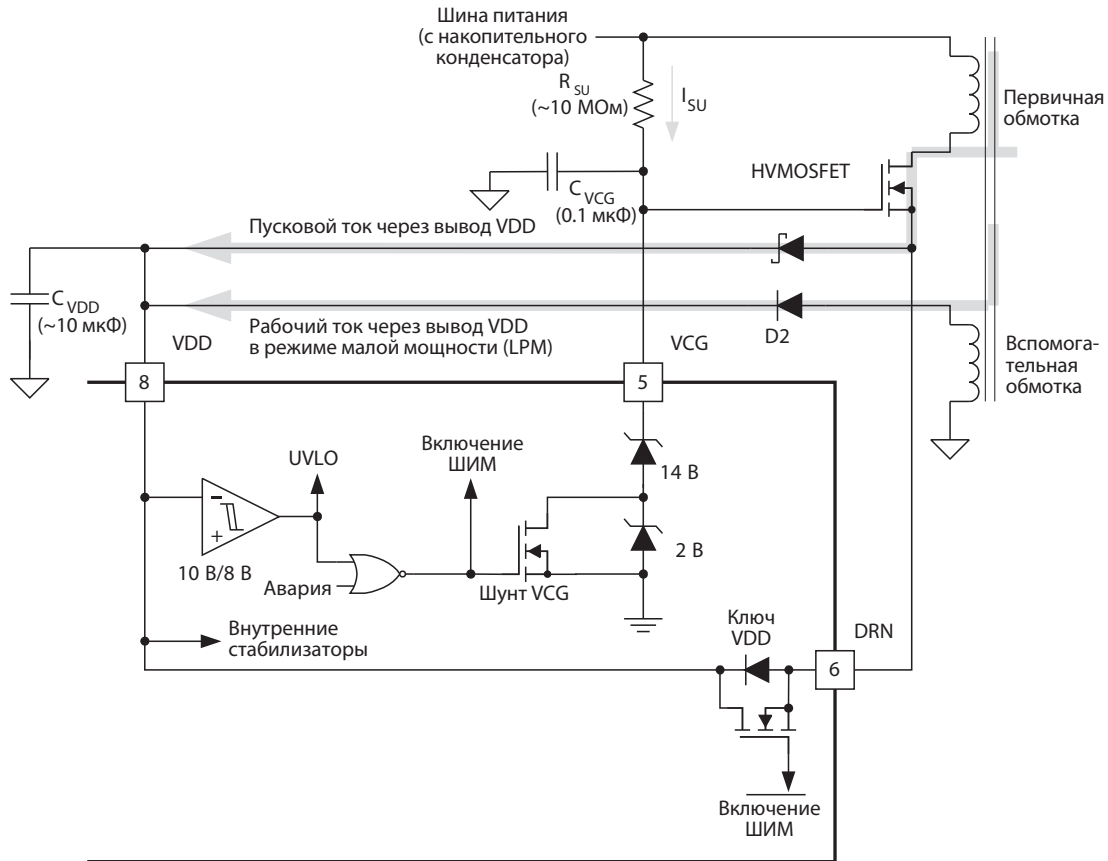 Шина питания
(с накопительного
конденсатора)
R SU
(~10 МОм)
I SU
Первичная
обмотка
HVMOSFET
C VCG
(0.1 мкФ)
Пусковой ток через вывод VDD
C VDD
(~10 мкФ)
Рабочий ток через вывод VDD
в режиме малой мощности (LPM)
D2
VDD
VCG
Вспомога-
тельная
обмотка
8
5
Включение
ШИМ
UVLO
14 В
–
+
2 В
10 В/8 В
Авария
Шунт VCG
Ключ
VDD
DRN
Внутренние
стабилизаторы
6
Включение
ШИМ